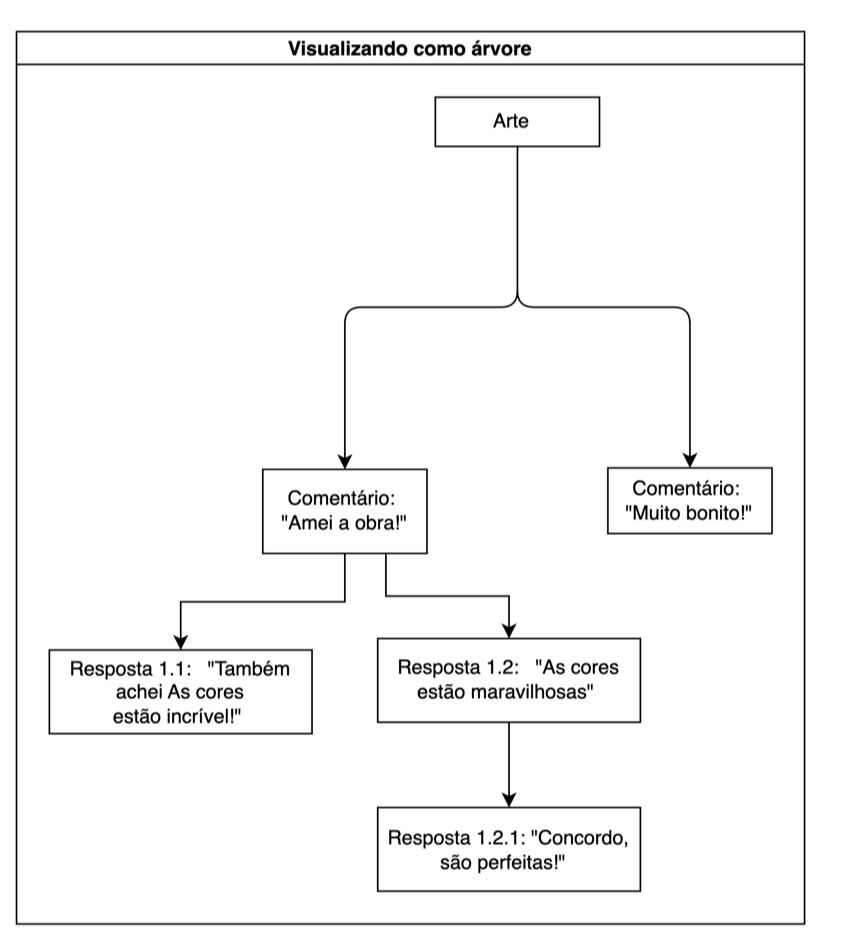 Visualizando como árvore
Arte
Comentário:
"Amei a obra!"
Comentário:
"Muito bonito!"
Resposta 1.1:   "Também
achei As cores
estão incrível!"
Resposta 1.2:   "As cores
estão maravilhosas"
Resposta 1.2.1: "Concordo,
são perfeitas!"